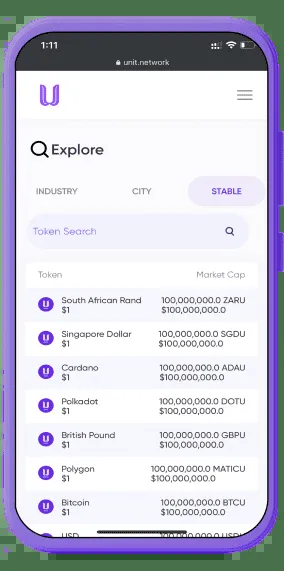 1:11
unit.network
Explore
INDUSTRY CITY STABLE
Token Search
Token Market Cap
South African Rand 100,000,000.0 ZARU
$1 $100,000,000.0
Singapore Dollar 100,000,000.0 SGDU
$1 $100,000,000.0
Cardano 100,000,000.0 ADAU
$1 $100,000,000.0
Polkadot 100,000,000.0 DOTU
$1 $100,000,000.0
British Pound 100,000,000.0 GBPU
$1 $100,000,000.0
Polygon 100,000,000.0 MATICU
$1 $100,000,000.0
Bitcoin 100,000,000.0 BTCU
$1 $100,000,000.0
USD